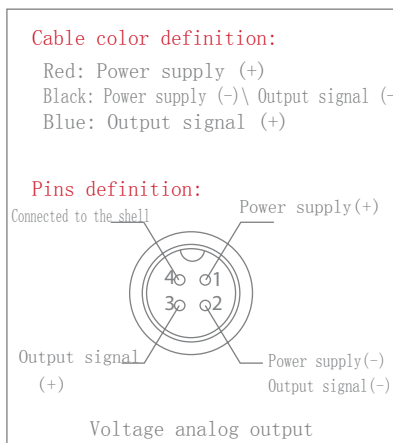 Cable color definition:
Red: Power supply (+)
Black: Power supply (-)\ Output signal (-
Blue: Output signal (+)
Pins definition:
Connected to the shell
Power supply(+)
4 1
3 2
Output signal
(+)
Power supply(-)
Output signal(-)
Voltage analog output